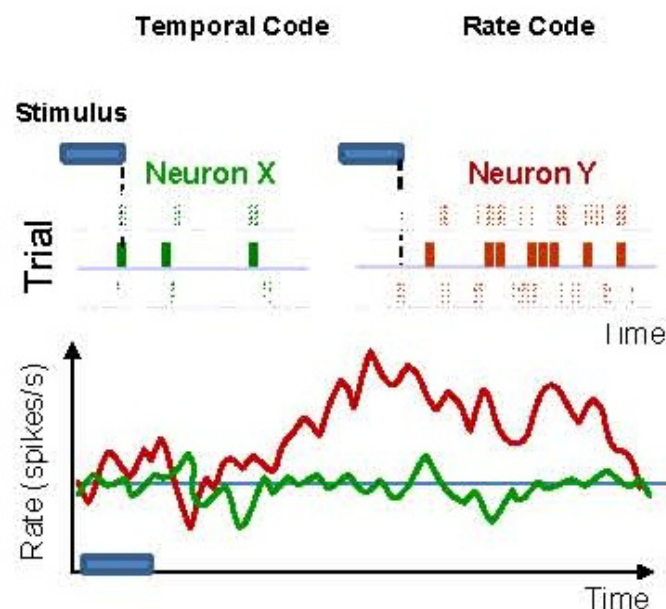 Temporal Code Rate Code
Stimulus
Neuron X Neuron Y
Trial
Time
Rate (spikes/s)
Time